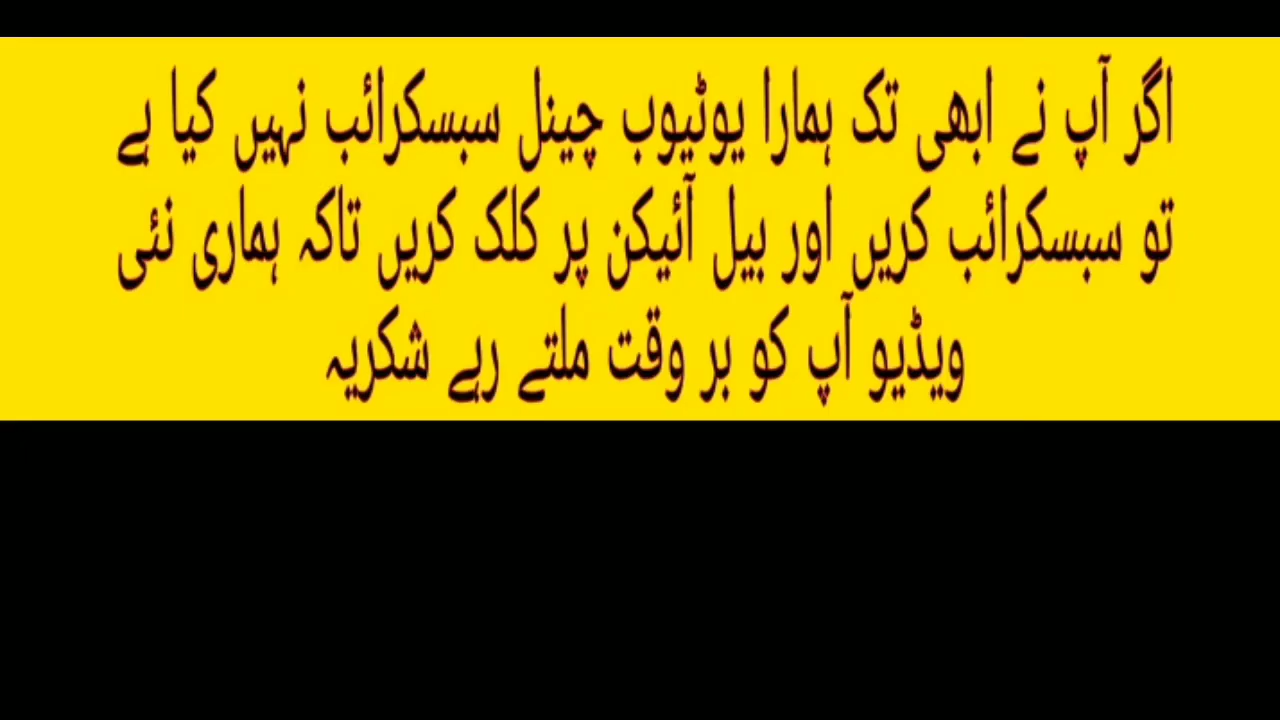 اگر آپ نے ابھی تک ہمارا یوٹیوب چینل سبسکرائب نہیں کیا ہے
تو سبسکرائب کریں اور بیل آئیکن پر کلک کریں تاکہ ہماری نئی
ویڈیو آپ کو بر وقت ملتے رہے شکریہ